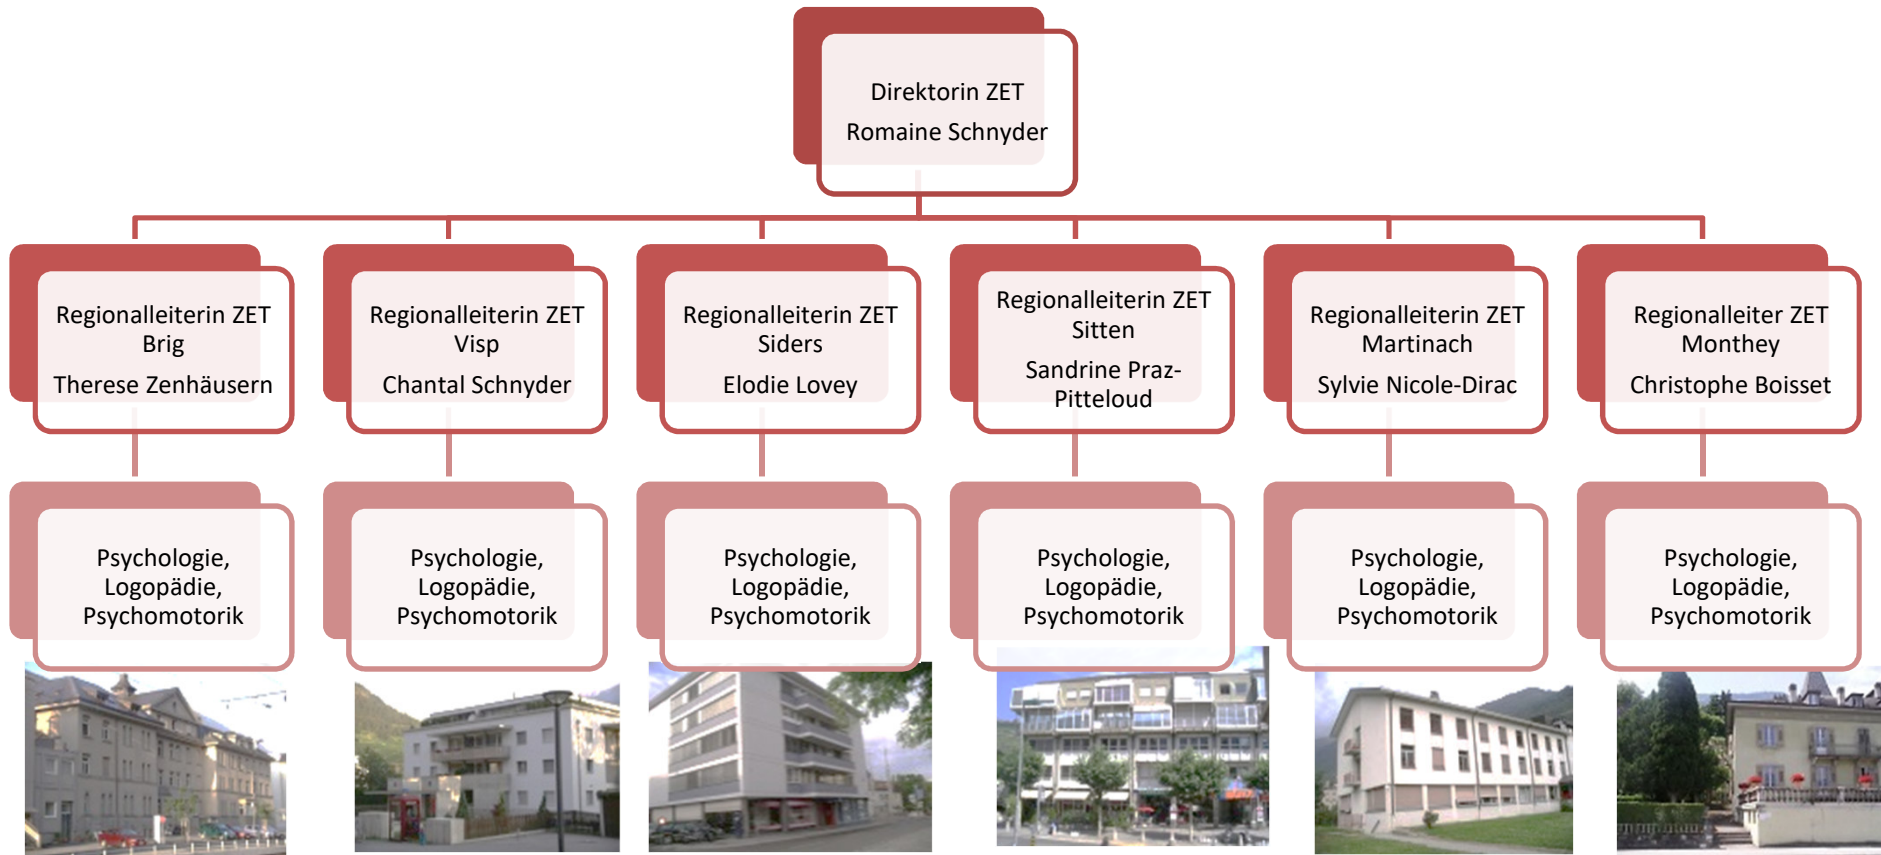 Direktorin ZET
Romaine Schnyder
Regionalleiterin ZET
Brig
Therese Zenhäusern
Regionalleiterin ZET
Visp
Chantal Schnyder
Regionalleiterin ZET
Siders
Elodie Lovey
Regionalleiterin ZET
Sitten
Sandrine Praz-
Pitteloud
Regionalleiterin ZET
Martinach
Sylvie Nicole-Dirac
Regionalleiter ZET
Monthey
Christophe Boisset
Psychologie,
Logopädie,
Psychomotorik
Psychologie,
Logopädie,
Psychomotorik
Psychologie,
Logopädie,
Psychomotorik
Psychologie,
Logopädie,
Psychomotorik
Psychologie,
Logopädie,
Psychomotorik
Psychologie,
Logopädie,
Psychomotorik